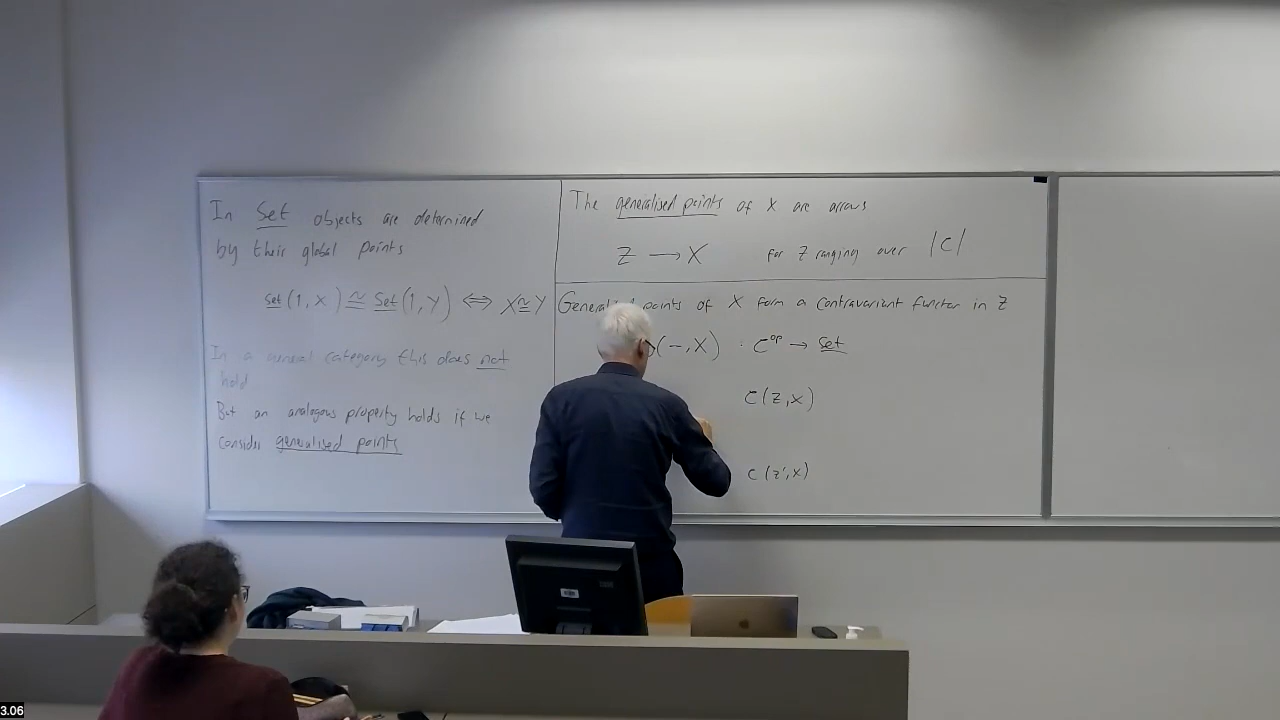 In Set objects are determined
by their global points
Set (1, X) ≅ Set (1, Y) ⟺ X ≅ Y
In a general category this does not
hold
But an analogous property holds if we
consider generalised points
The generalised points of X are arrows
Z → X for Z ranging over |C|
points of X form a contravariant functor in Z
(-, X) : C^op → Set
C(Z, X)
C(Z', X)
3.06